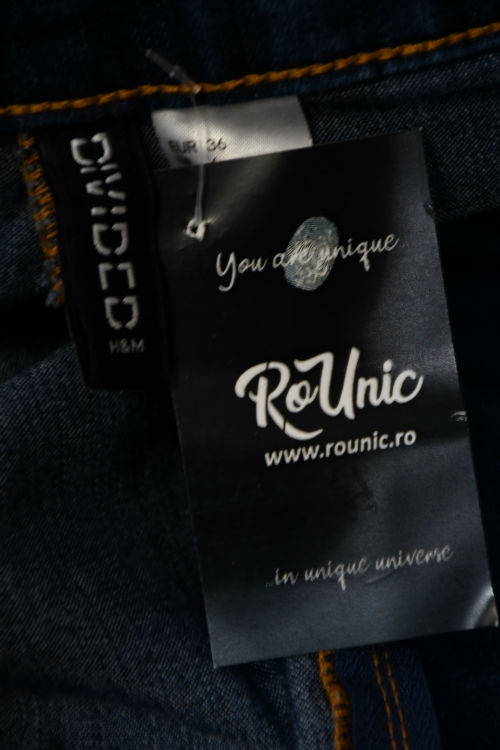 DIVIDED
H&M
EUR 36
You are unique
RoUnic
www.rounic.ro
...in unique universe